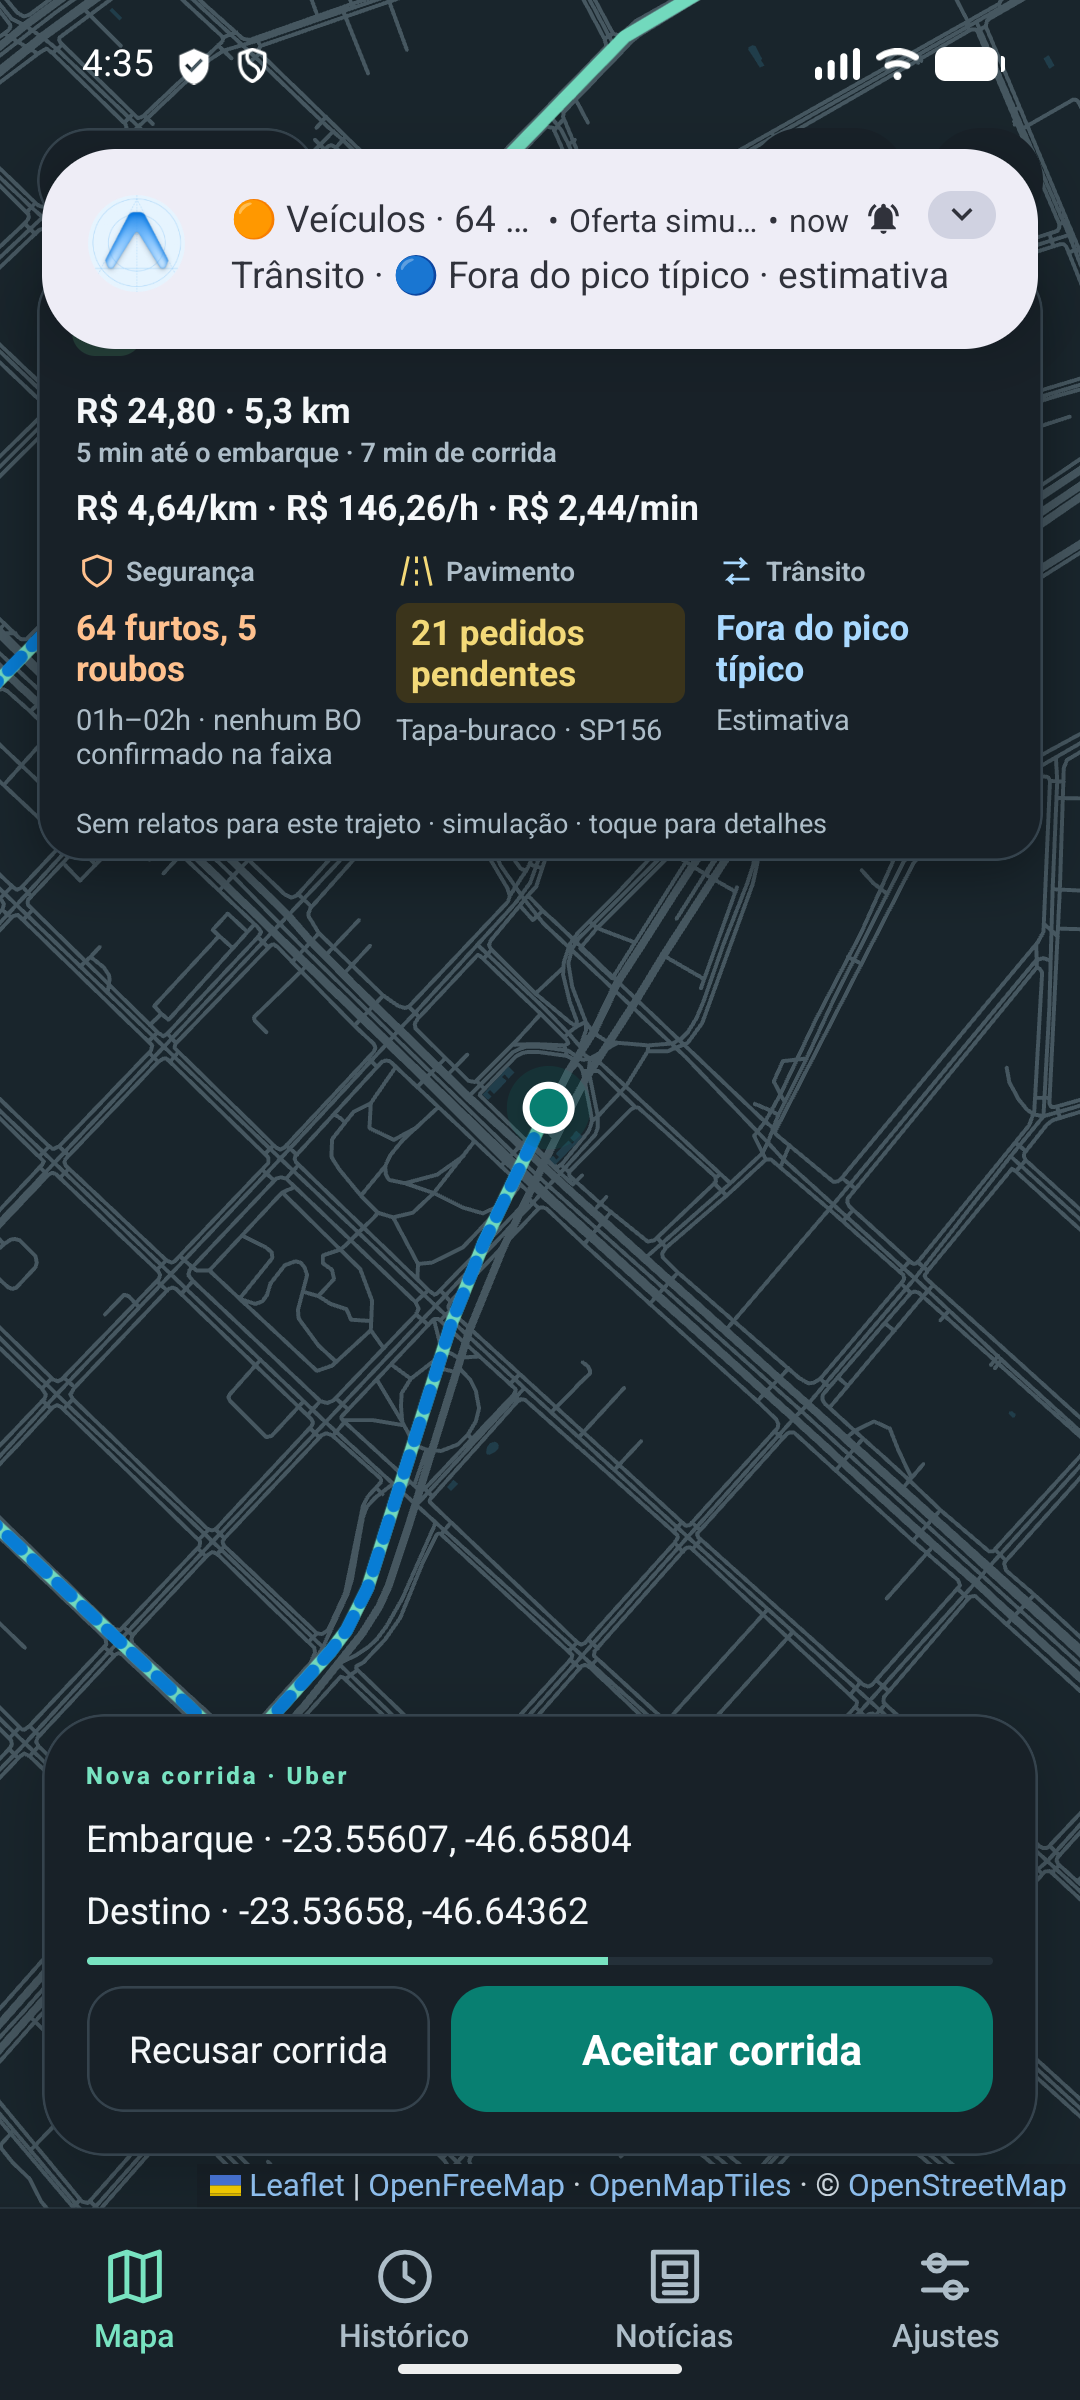 4:35
🟠 Veículos · 64 ... • Oferta simu... • now
Trânsito · 🔵 Fora do pico típico · estimativa
R$ 24,80 · 5,3 km
5 min até o embarque · 7 min de corrida
R$ 4,64/km · R$ 146,26/h · R$ 2,44/min
Segurança
64 furtos, 5
roubos
01h–02h · nenhum BO
confirmado na faixa
Pavimento
21 pedidos
pendentes
Tapa-buraco · SP156
Trânsito
Fora do pico
típico
Estimativa
Sem relatos para este trajeto · simulação · toque para detalhes
Nova corrida · Uber
Embarque · -23.55607, -46.65804
Destino · -23.53658, -46.64362
Recusar corrida
Aceitar corrida
Leaflet | OpenFreeMap · OpenMapTiles · © OpenStreetMap
Mapa
Histórico
Notícias
Ajustes